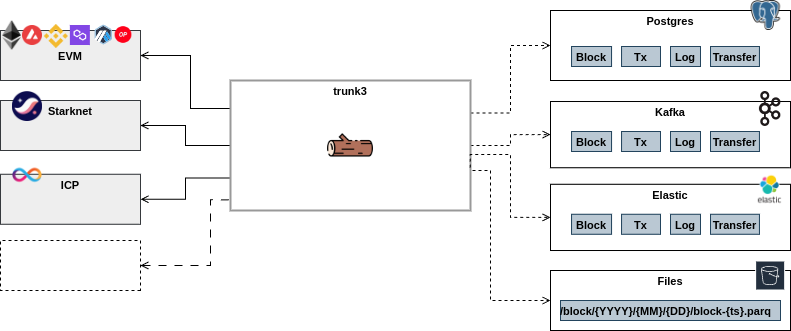 OP
EVM
Starknet
ICP
trunk3
Postgres
Block Tx Log Transfer
Kafka
Block Tx Log Transfer
Elastic
elastic
Block Tx Log Transfer
Files
/block/{YYYY}/{MM}/{DD}/block-{ts}.parq